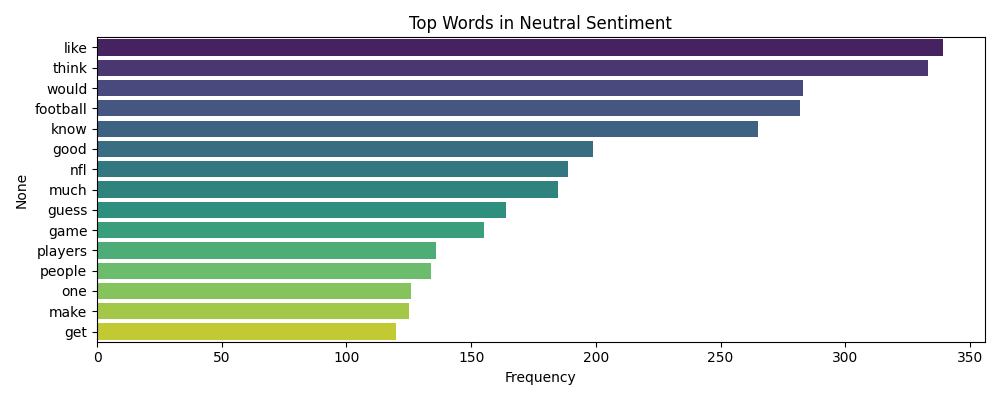 Top Words in Neutral Sentiment
None
like
think
would
football
know
good
nfl
much
guess
game
players
people
one
make
get
0 50 100 150 200 250 300 350
Frequency